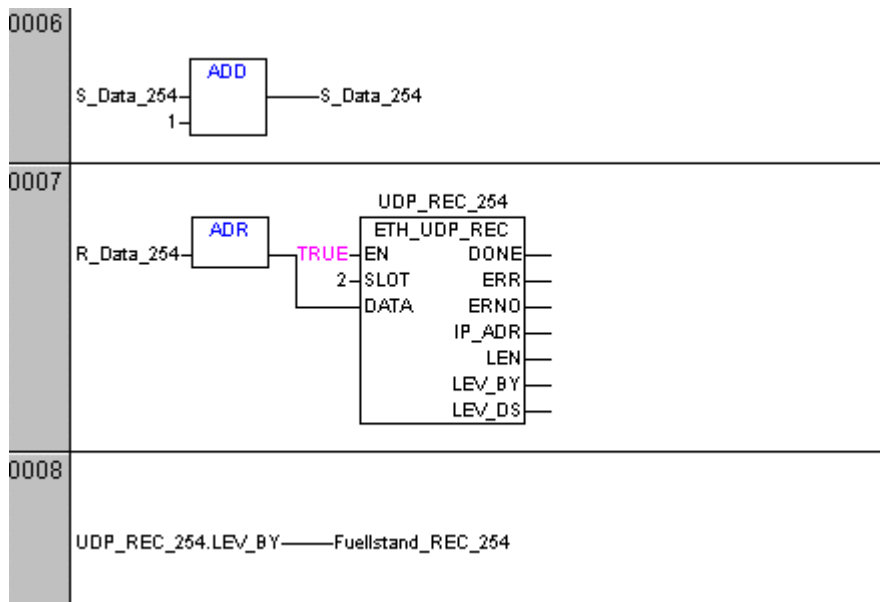 0006
ADD
S_Data_254 S_Data_254
1
0007
UDP_REC_254
ADR ETH_UDP_REC
R_Data_254 TRUE EN DONE
2 SLOT ERR
DATA ERNO
IP_ADR
LEN
LEV_BY
LEV_DS
0008
UDP_REC_254.LEV_BY Fuellstand_REC_254